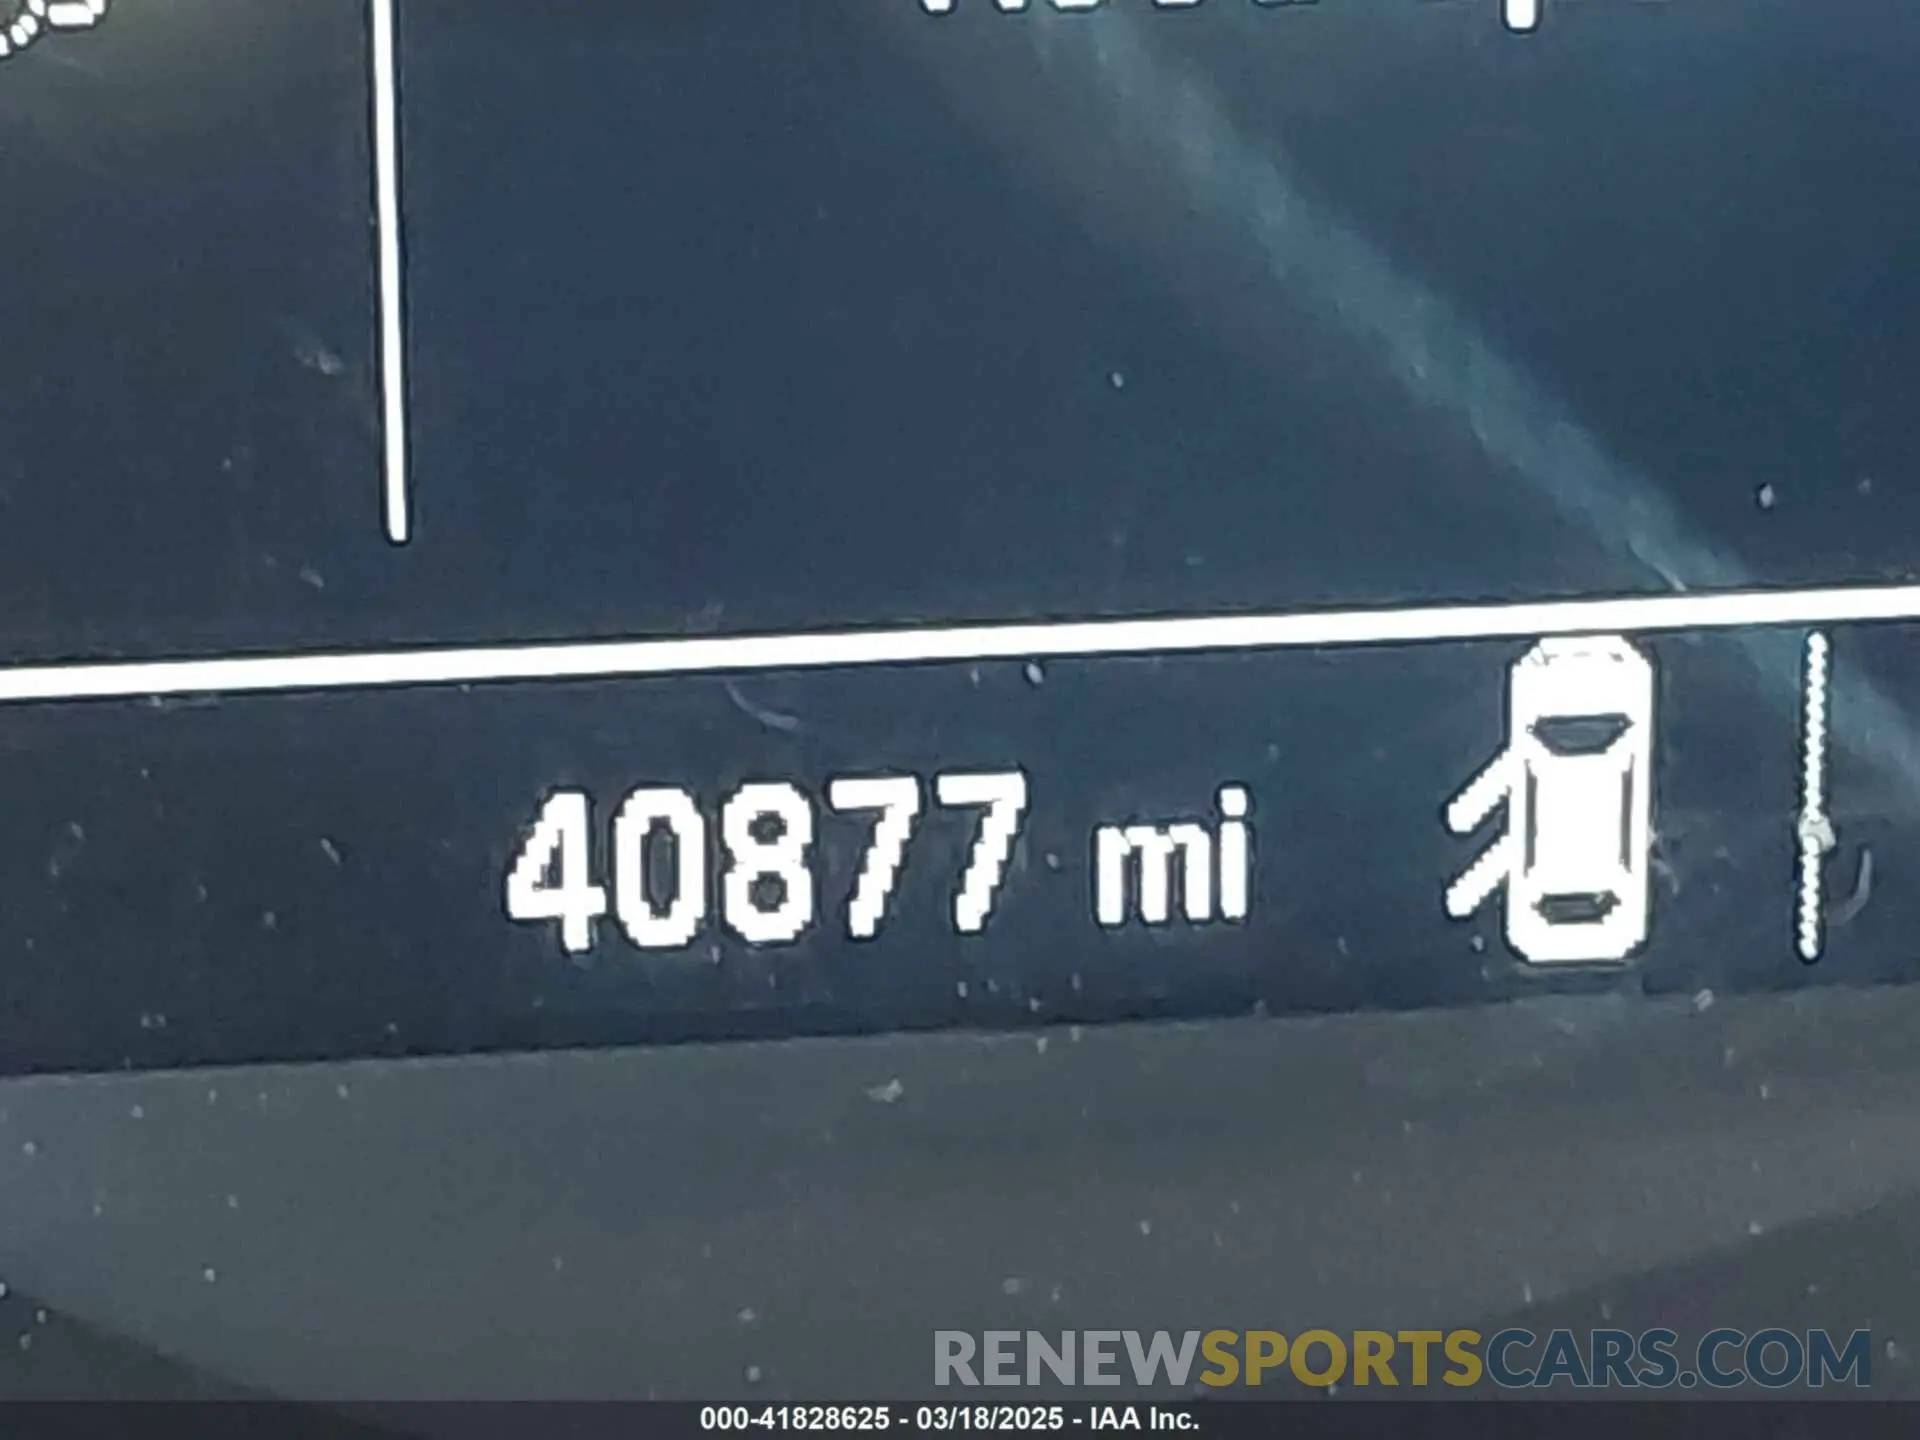 40877 mi
RENEWSPORTSCARS.COM
000-41828625 - 03/18/2025 - IAA Inc.